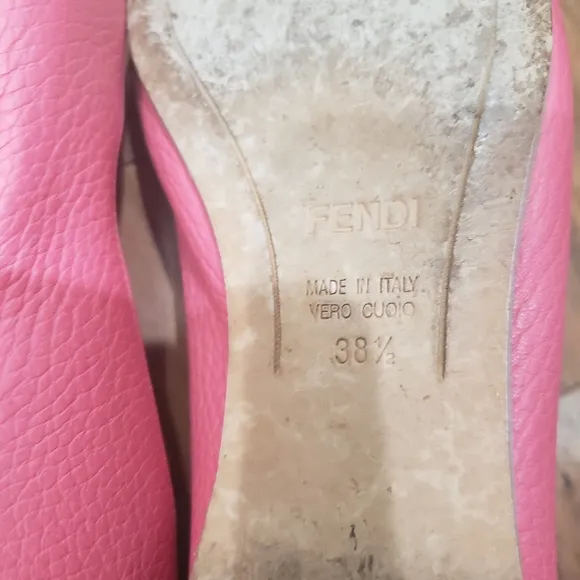 FENDI
MADE IN ITALY
VERO CUOIO
38½